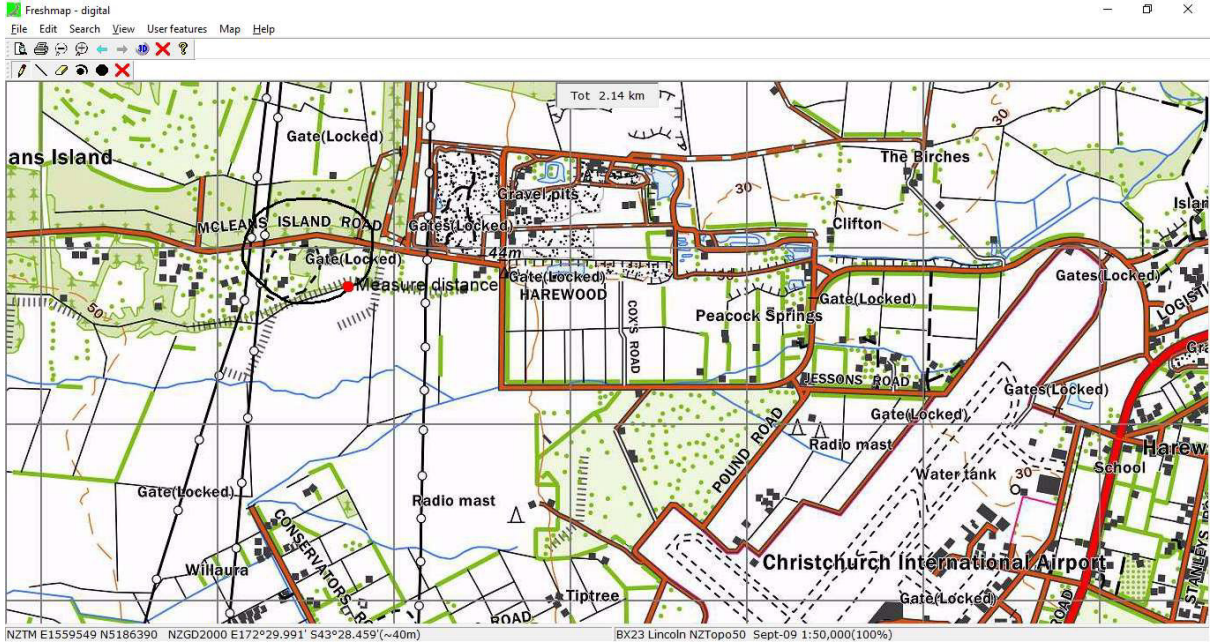 Freshmap - digital
File Edit Search View User features Map Help
3D
Tot 2.14 km
Gate(Locked)
30
ans Island
The Birches
Gravel pits
30
Islan
MCLEANS ISLAND ROAD
Gates(Locked)
Clifton
Gate(Locked)
44m
Gate(Locked)
Gates(Locked)
Measure distance
HAREWOOD
Gate(Locked)
50
COX'S ROAD
Peacock Springs
LOGISTI
Gra
JESSONS ROAD
Gates(Locked)
Gate(Locked)
POUND ROAD
Radio mast
Harew
School
Water tank
30
Gate(Locked)
Radio mast
CONSERVATORS R
Christchurch International Airport
Willaura
Tiptree
Gate(Locked)
ROAD
ROAD
STANLEYS
NZTM E1559549 N5186390 NZGD2000 E172°29.991' S43°28.459'(~40m)
BX23 Lincoln NZTopo50 Sept-09 1:50,000(100%)